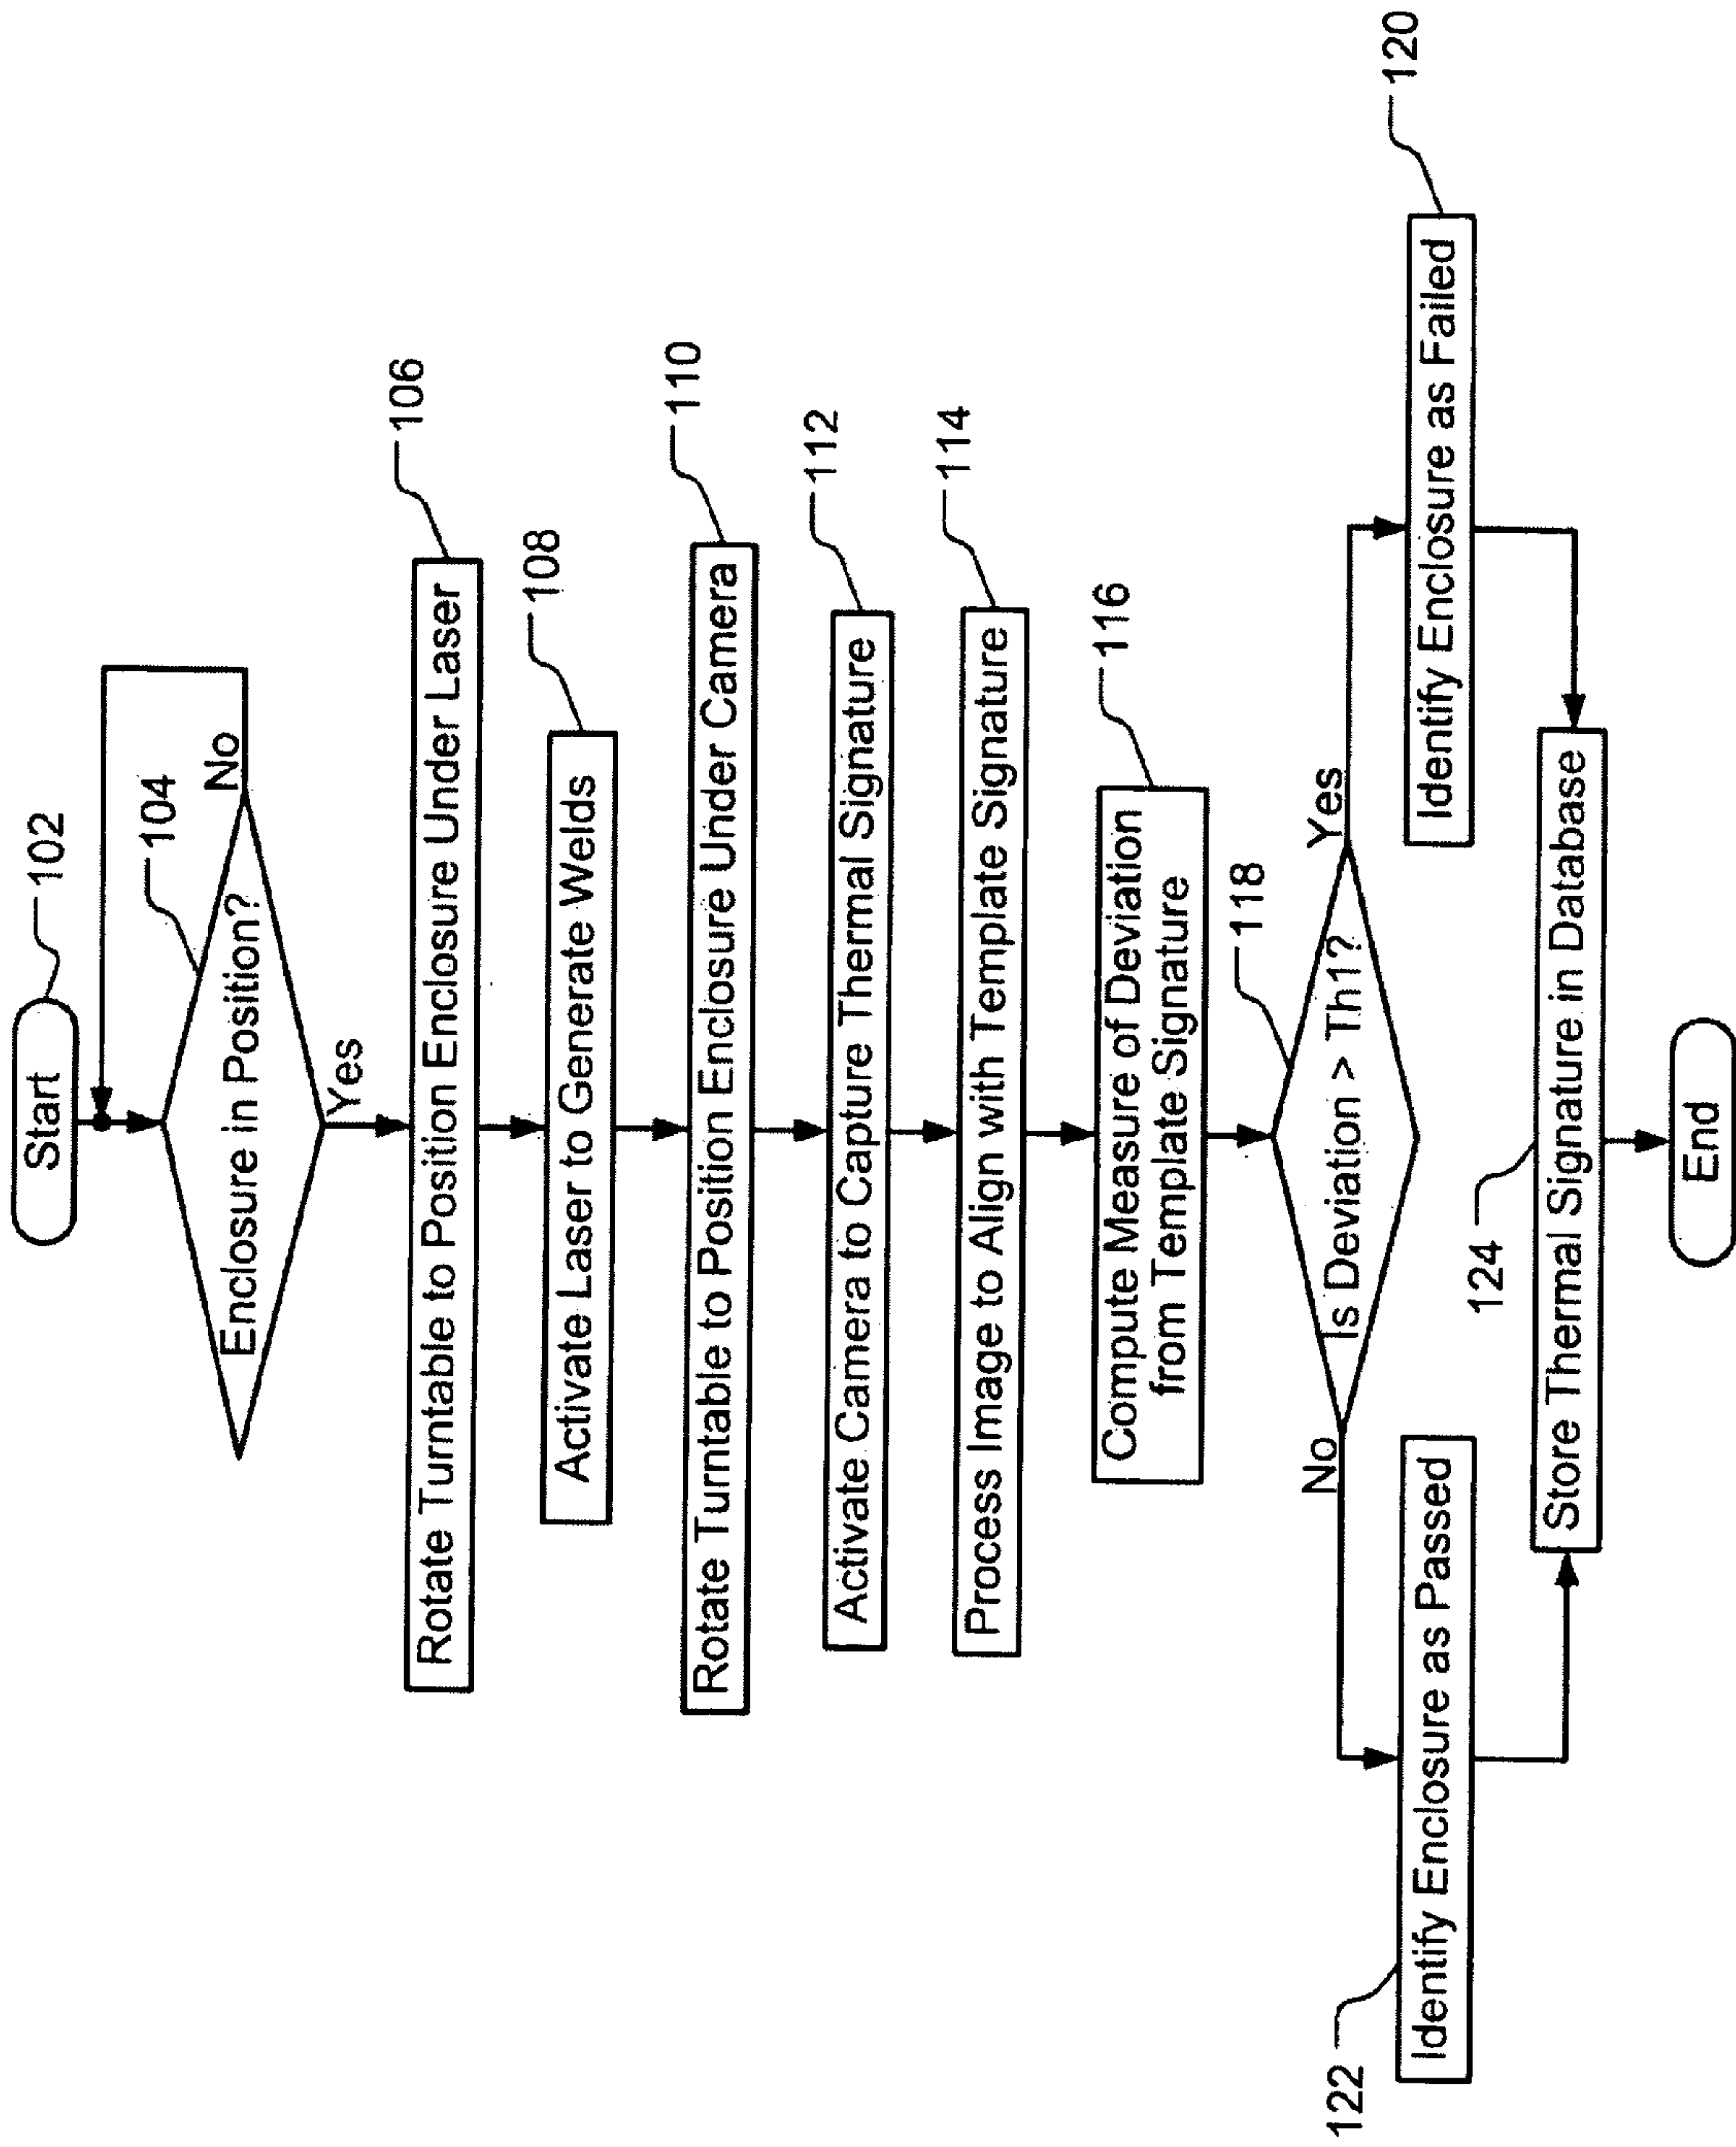 Start
102
Enclosure in Position?
104
No
Yes
Rotate Turntable to Position Enclosure Under Laser
106
Activate Laser to Generate Welds
108
Rotate Turntable to Position Enclosure Under Camera
110
Activate Camera to Capture Thermal Signature
112
Process Image to Align with Template Signature
114
Compute Measure of Deviation
from Template Signature
116
Is Deviation > Th1?
118
No
Yes
122
Identify Enclosure as Passed
Identify Enclosure as Failed
120
124
Store Thermal Signature in Database
End